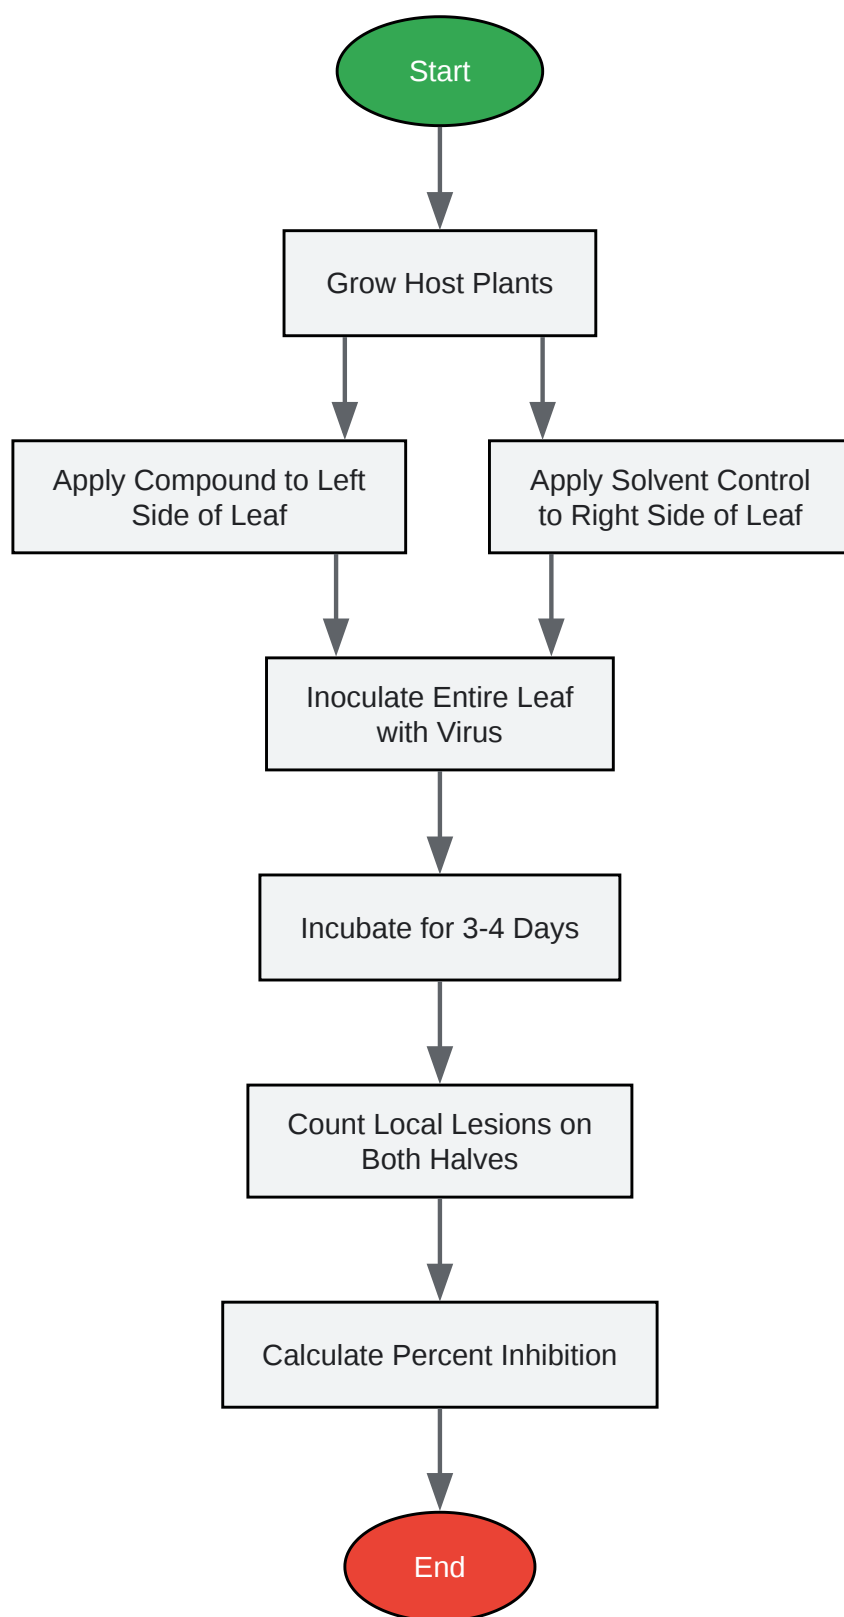 Start
Grow Host Plants
Apply Compound to Left
Side of Leaf
Apply Solvent Control
to Right Side of Leaf
Inoculate Entire Leaf
with Virus
Incubate for 3-4 Days
Count Local Lesions on
Both Halves
Calculate Percent Inhibition
End